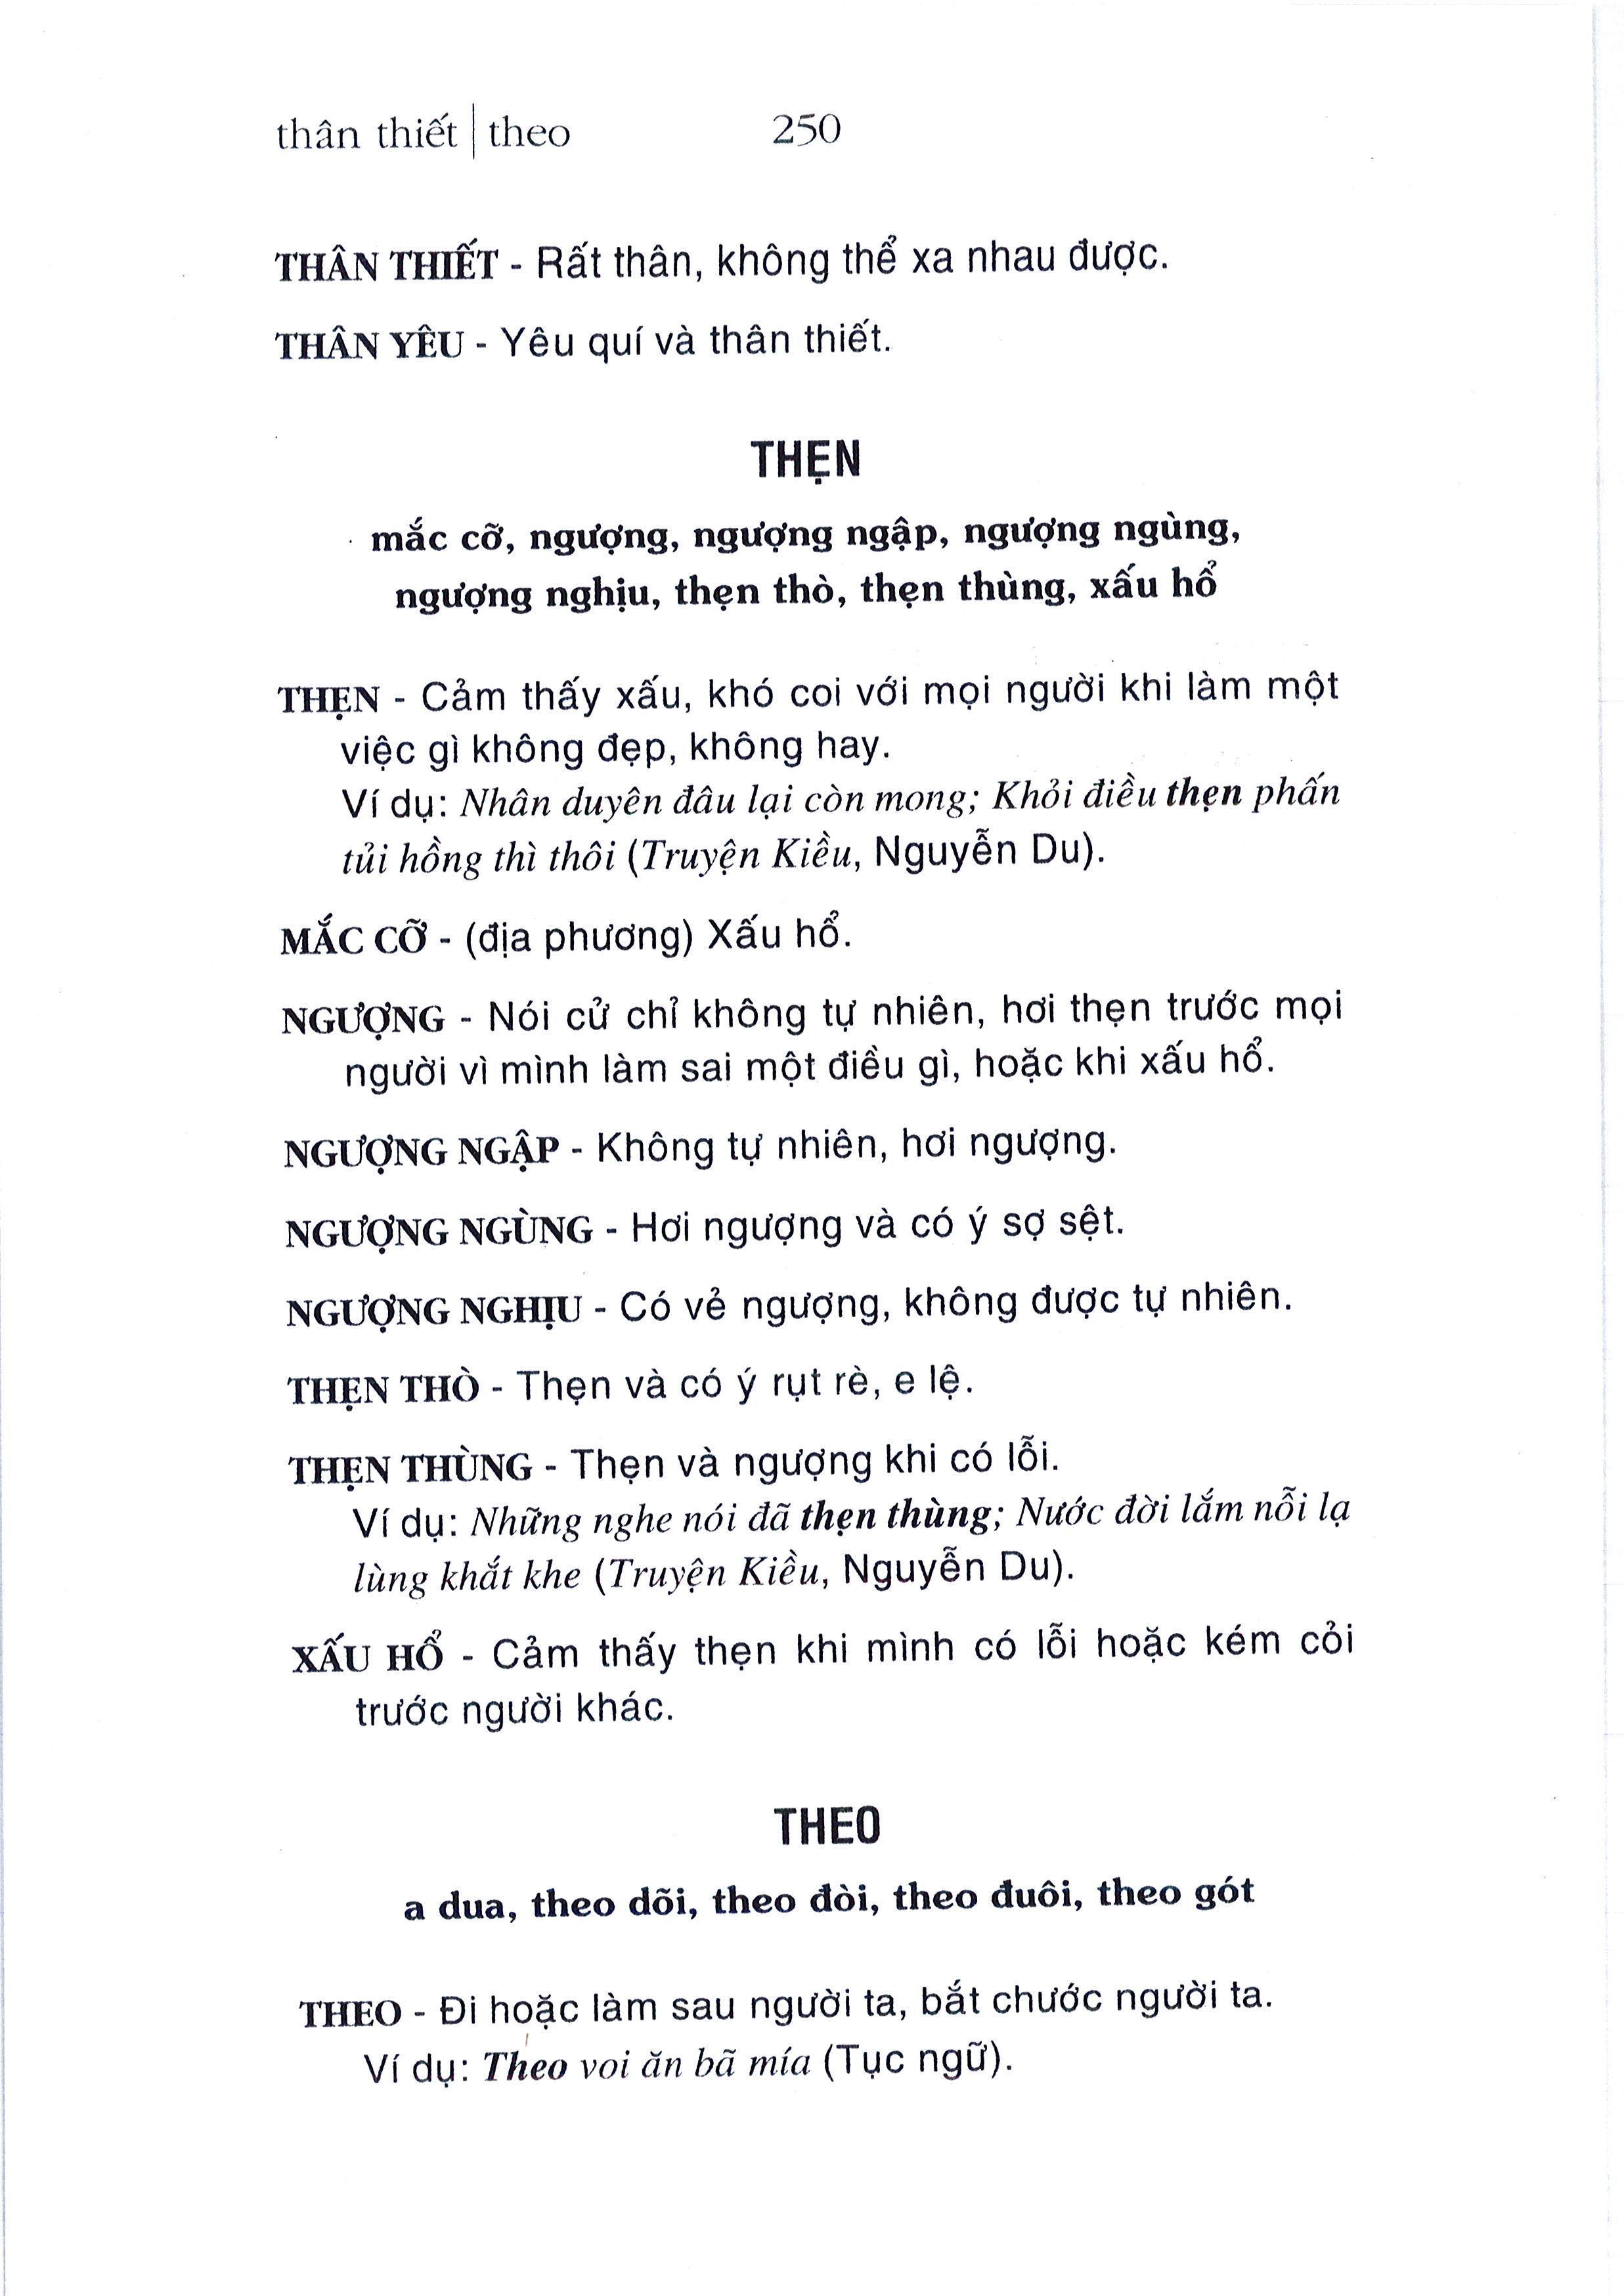 thân thiết | theo 250
THÂN THIẾT - Rất thân, không thể xa nhau được.
THÂN YÊU - Yêu quí và thân thiết.
THẸN
mắc cỡ, ngượng, ngượng ngập, ngượng ngùng,
ngượng nghịu, thẹn thò, thẹn thùng, xấu hổ
THẸN - Cảm thấy xấu, khó coi với mọi người khi làm một
việc gì không đẹp, không hay.
Ví dụ: Nhân duyên đâu lại còn mong; Khỏi điều thẹn phấn
tủi hồng thì thôi (Truyện Kiều, Nguyễn Du).
MẮC CỠ - (địa phương) Xấu hổ.
NGƯỢNG - Nói cử chỉ không tự nhiên, hơi thẹn trước mọi
người vì mình làm sai một điều gì, hoặc khi xấu hổ.
NGƯỢNG NGẬP - Không tự nhiên, hơi ngượng.
NGƯỢNG NGÙNG - Hơi ngượng và có ý sợ sệt.
NGƯỢNG NGHỊU - Có vẻ ngượng, không được tự nhiên.
THẸN THÒ - Thẹn và có ý rụt rè, e lệ.
THẸN THÙNG - Thẹn và ngượng khi có lỗi.
Ví dụ: Những nghe nói đã thẹn thùng; Nước đời lắm nỗi lạ
lùng khắt khe (Truyện Kiều, Nguyễn Du).
XẤU HỔ - Cảm thấy thẹn khi mình có lỗi hoặc kém cỏi
trước người khác.
THEO
a dua, theo dõi, theo đòi, theo đuôi, theo gót
THEO - Đi hoặc làm sau người ta, bắt chước người ta.
Ví dụ: Theo voi ăn bã mía (Tục ngữ).